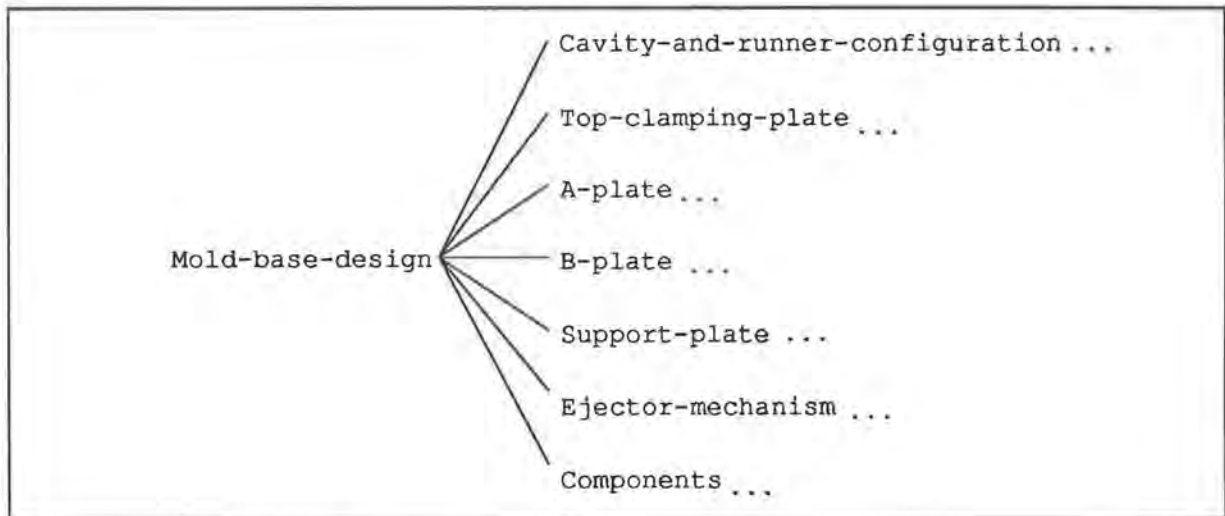 Cavity-and-runner-configuration ...
Top-clamping-plate ...
A-plate ...
Mold-base-design
B-plate ...
Support-plate ...
Ejector-mechanism ...
Components ...